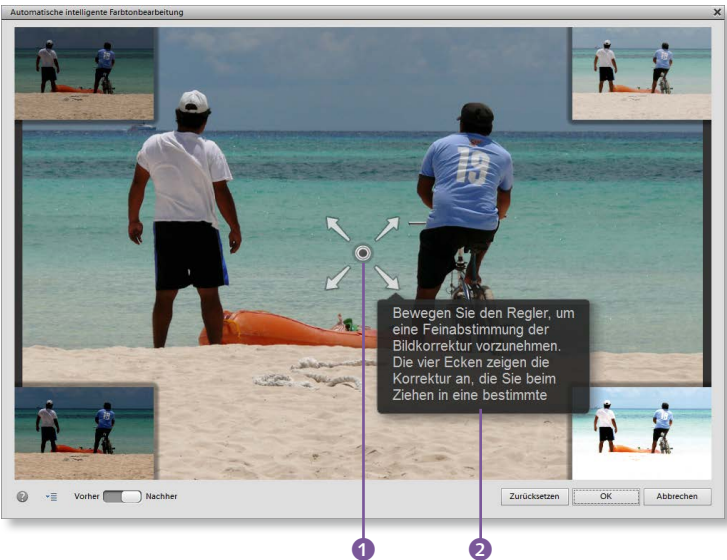 Automatische intelligente Farbtonbearbeitung
13
Bewegen Sie den Regler, um
eine Feinabstimmung der
Bildkorrektur vorzunehmen.
Die vier Ecken zeigen die
Korrektur an, die Sie beim
Ziehen in eine bestimmte
Vorher Nachher Zurücksetzen OK Abbrechen
1 2